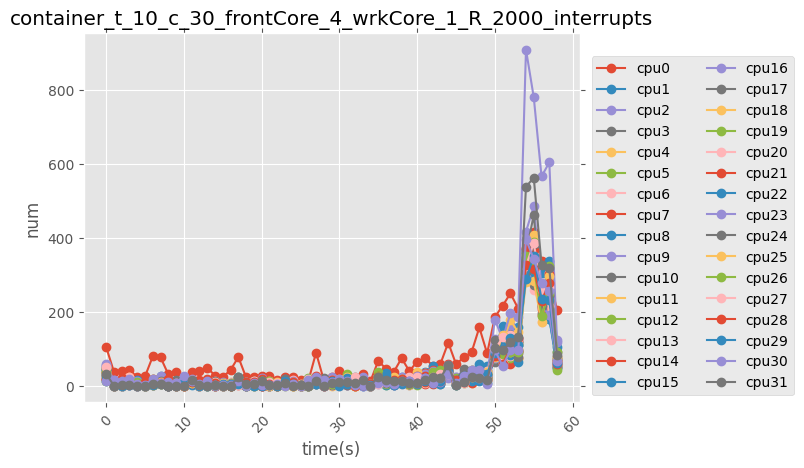 container_t_10_c_30_frontCore_4_wrkCore_1_R_2000_interrupts
800
600
400
200
0
num
0
10
20
30
40
50
60
time(s)
cpu0
cpu1
cpu2
cpu3
cpu4
cpu5
cpu6
cpu7
cpu8
cpu9
cpu10
cpu11
cpu12
cpu13
cpu14
cpu15
cpu16
cpu17
cpu18
cpu19
cpu20
cpu21
cpu22
cpu23
cpu24
cpu25
cpu26
cpu27
cpu28
cpu29
cpu30
cpu31